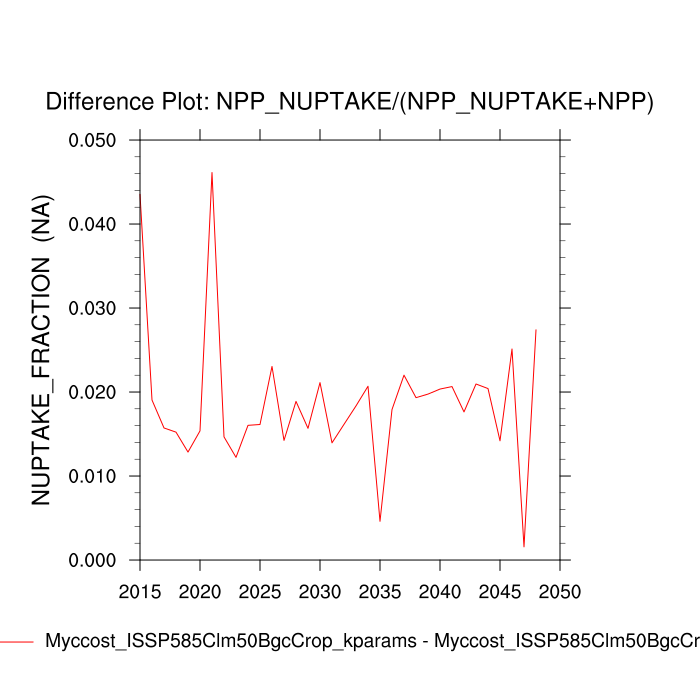 Difference Plot: NPP_NUPTAKE/(NPP_NUPTAKE+NPP)
NUPTAKE_FRACTION (NA)
0.050
0.040
0.030
0.020
0.010
0.000
2015 2020 2025 2030 2035 2040 2045 2050
Myccost_ISSP585Clm50BgcCrop_kparams - Myccost_ISSP585Clm50BgcCr